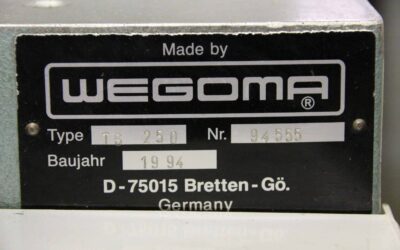 Made by
WEGOMA®
Type TS 250 Nr. 94555
Baujahr 1994
D-75015 Bretten-Gö.
Germany